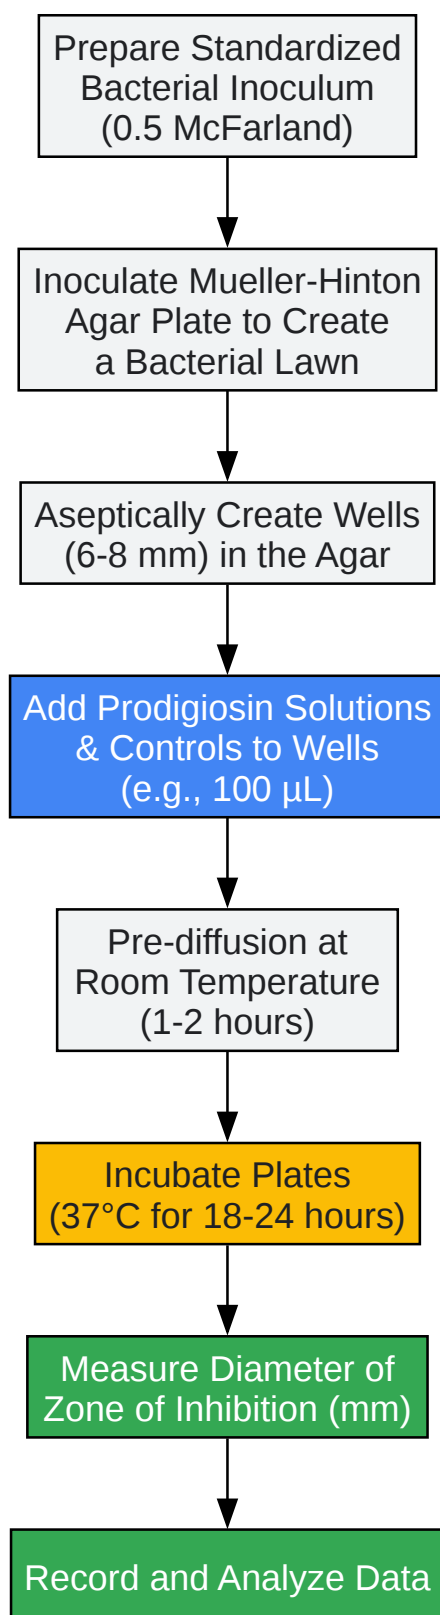 Prepare Standardized
Bacterial Inoculum
(0.5 McFarland)
Inoculate Mueller-Hinton
Agar Plate to Create
a Bacterial Lawn
Aseptically Create Wells
(6-8 mm) in the Agar
Add Prodigiosin Solutions
& Controls to Wells
(e.g., 100 µL)
Pre-diffusion at
Room Temperature
(1-2 hours)
Incubate Plates
(37°C for 18-24 hours)
Measure Diameter of
Zone of Inhibition (mm)
Record and Analyze Data